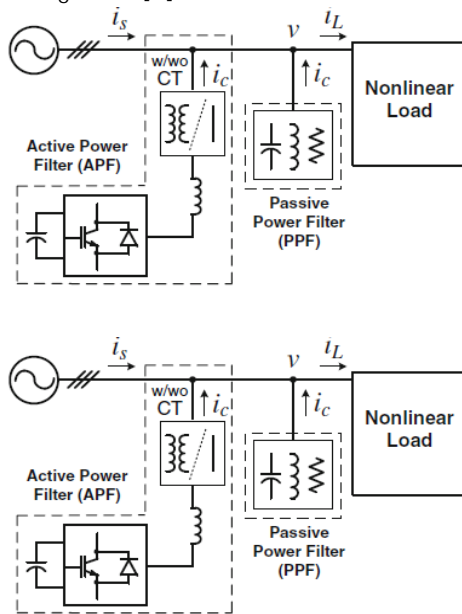 i_s
v
i_L
w/wo
CT
i_c
i_c
Nonlinear
Load
Active Power
Filter (APF)
Passive
Power Filter
(PPF)
i_s
v
i_L
w/wo
CT
i_c
i_c
Nonlinear
Load
Active Power
Filter (APF)
Passive
Power Filter
(PPF)